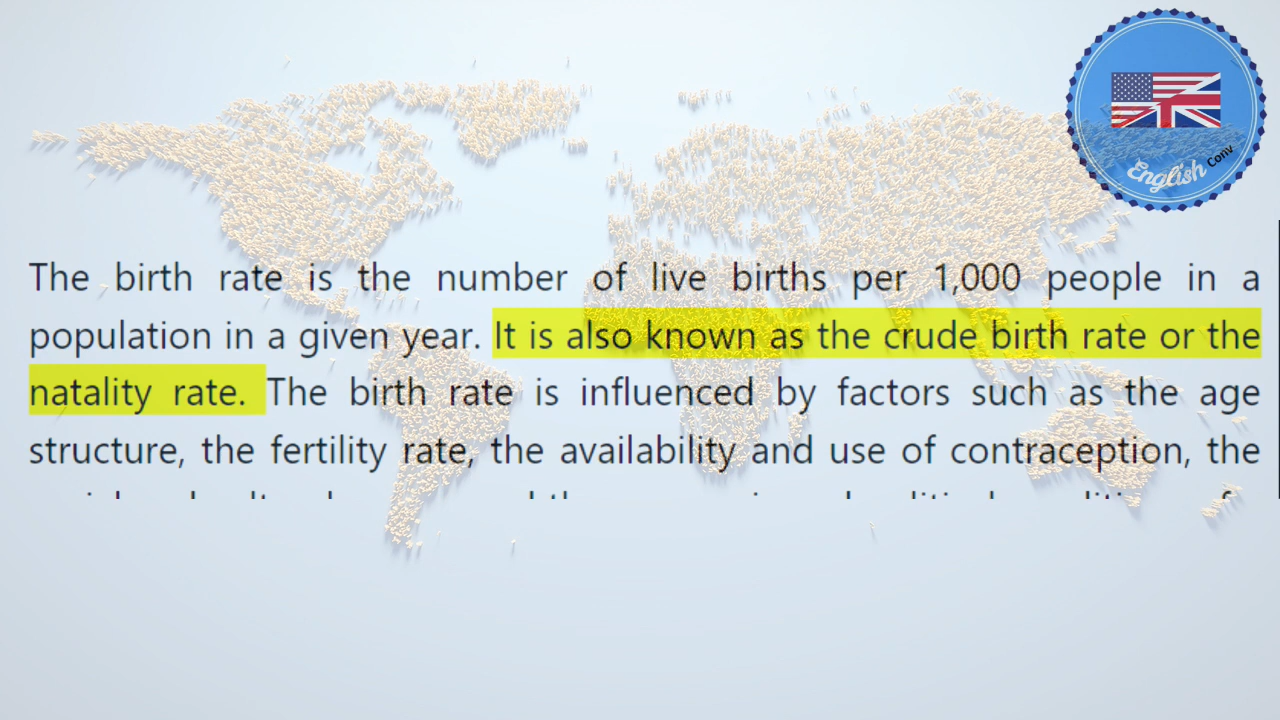 English Conv
The birth rate is the number of live births per 1,000 people in a
population in a given year. It is also known as the crude birth rate or the
natality rate. The birth rate is influenced by factors such as the age
structure, the fertility rate, the availability and use of contraception, the